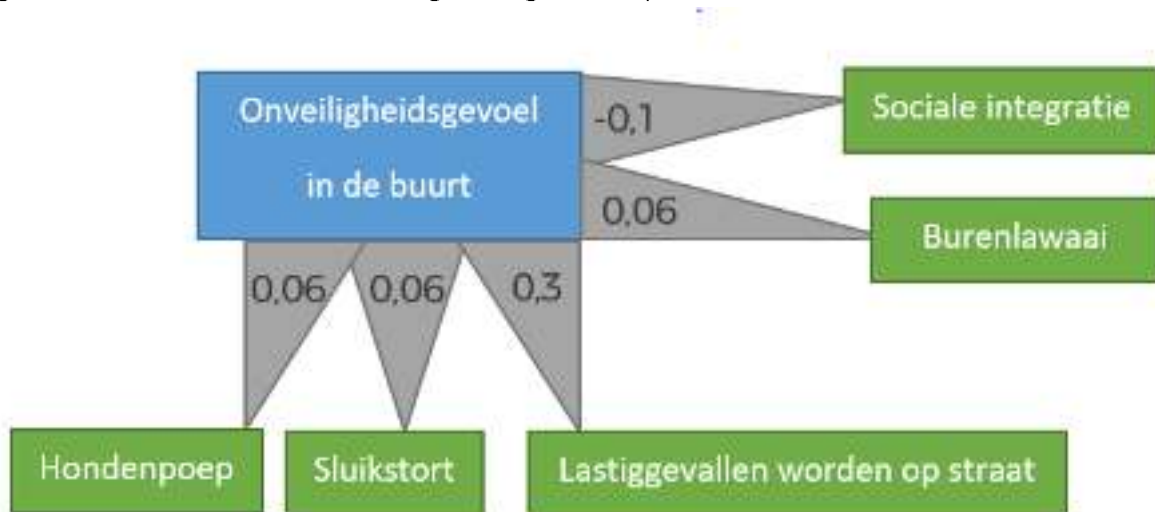 Onveiligheidsgevoel
in de buurt
-0,1
Sociale integratie
0,06
Burenlawaai
0,06
0,06
0,3
Hondenpoep
Sluikstort
Lastiggevallen worden op straat